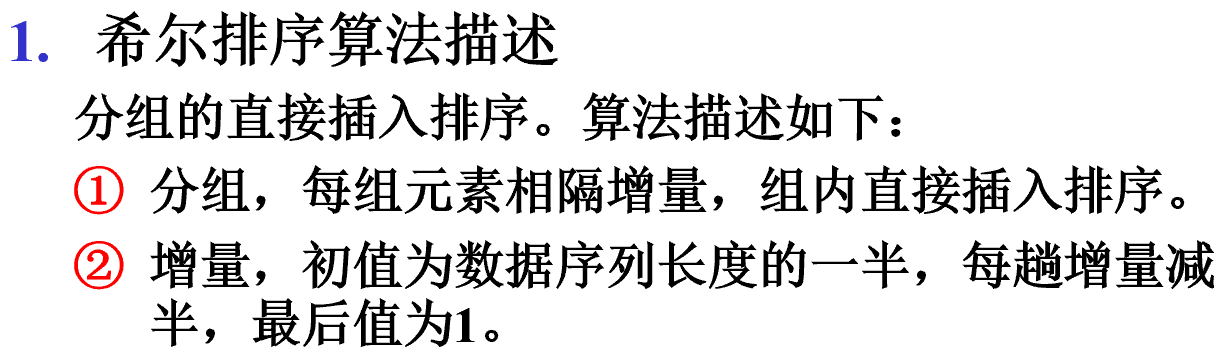 1. 希尔排序算法描述
分组的直接插入排序。算法描述如下：
① 分组，每组元素相隔增量，组内直接插入排序。
② 增量，初值为数据序列长度的一半，每趟增量减
半，最后值为1。